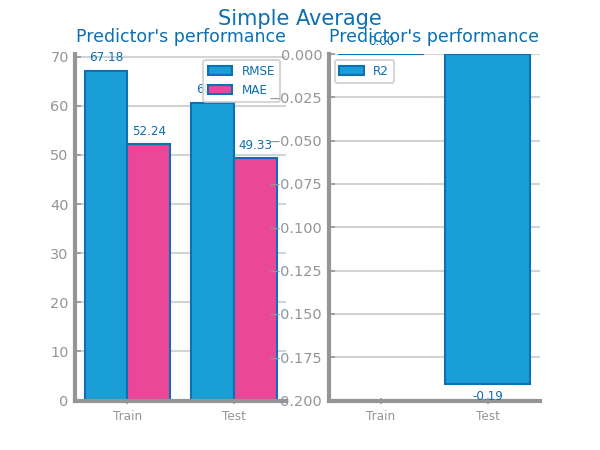 Simple Average
Predictor's performance
67.18
52.24
49.33
RMSE
MAE
70
60
50
40
30
20
10
0
Train
Test
Predictor's performance
0.00
R2
-0.19
0.000
−0.025
−0.050
−0.075
−0.100
−0.125
−0.150
−0.175
−0.200
Train
Test